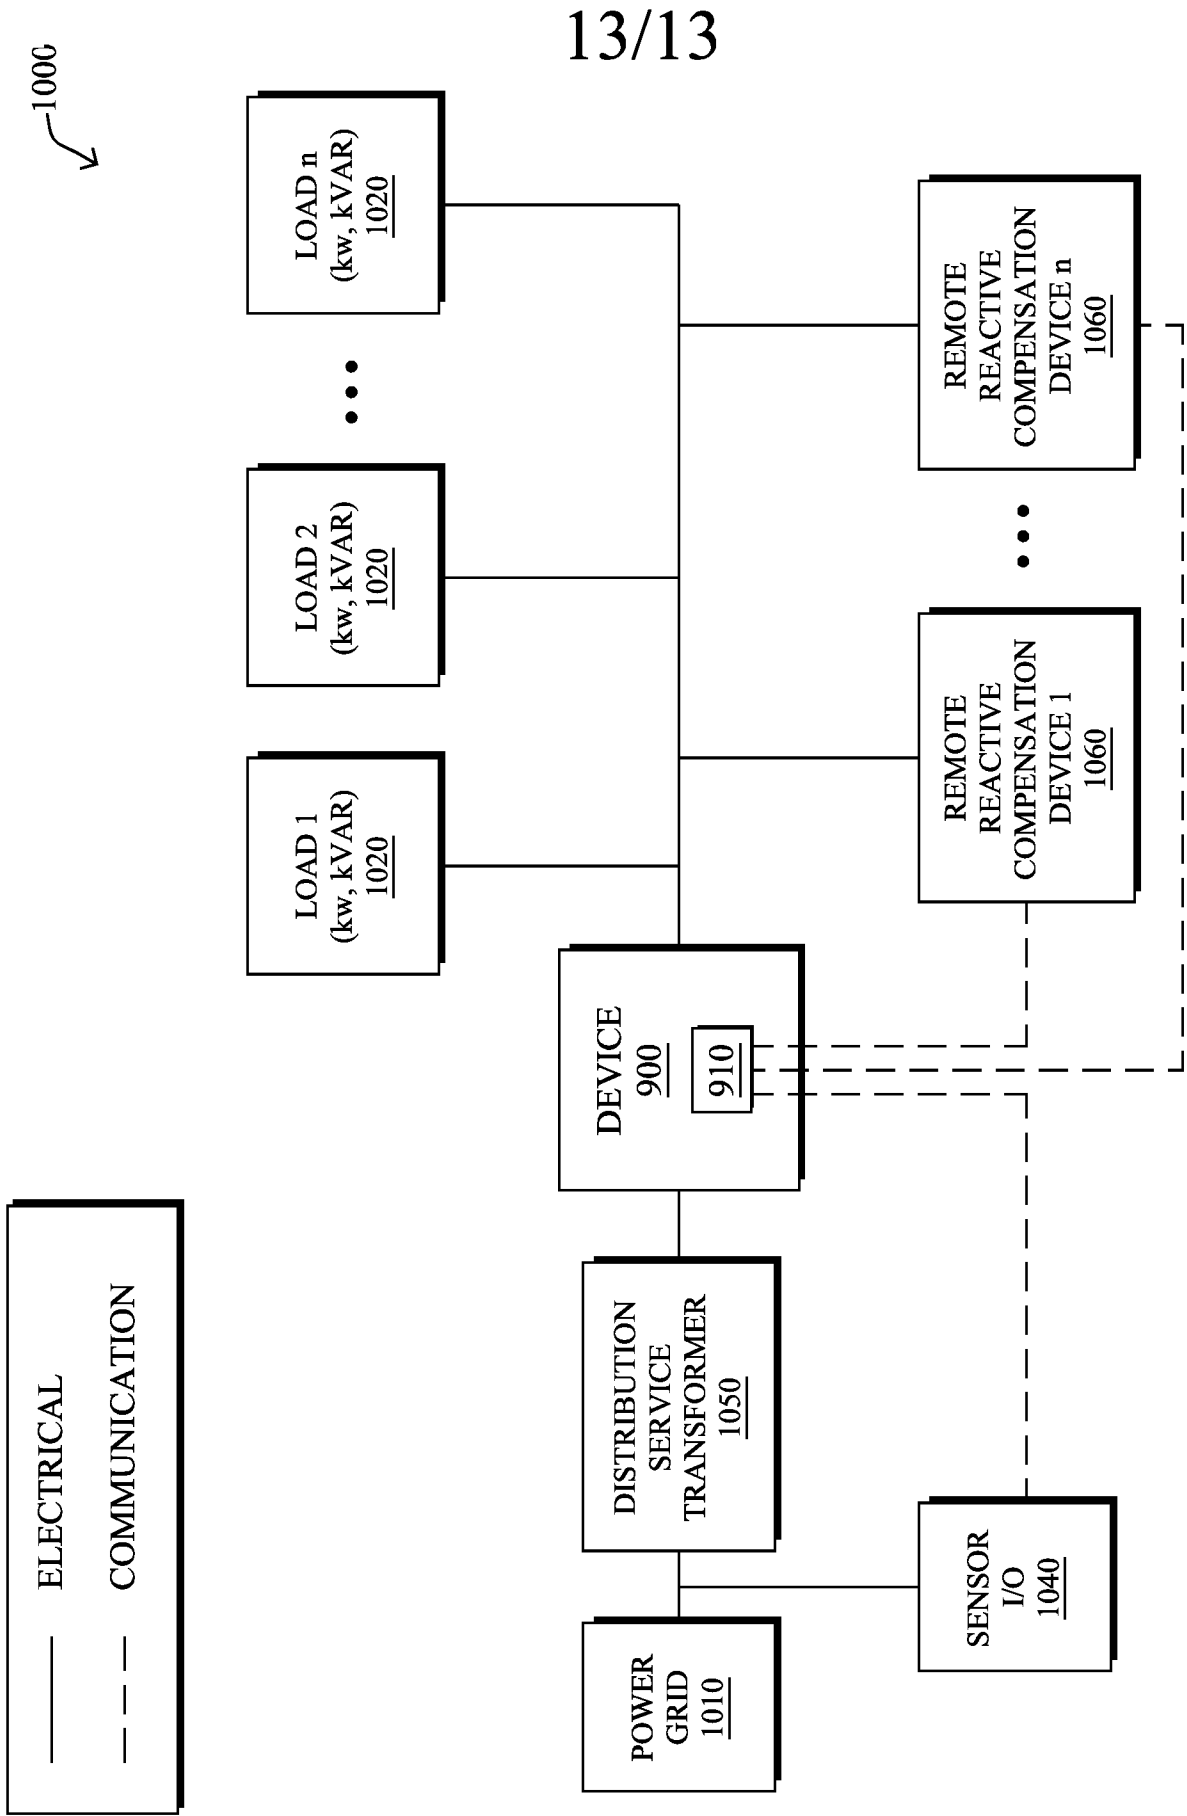 13/13
1000
ELECTRICAL
COMMUNICATION
LOAD 1
(kw, kVAR)
1020
LOAD 2
(kw, kVAR)
1020
LOAD n
(kw, kVAR)
1020
POWER
GRID
1010
DISTRIBUTION
SERVICE
TRANSFORMER
1050
DEVICE
900
910
SENSOR
I/O
1040
REMOTE
REACTIVE
COMPENSATION
DEVICE 1
1060
REMOTE
REACTIVE
COMPENSATION
DEVICE n
1060